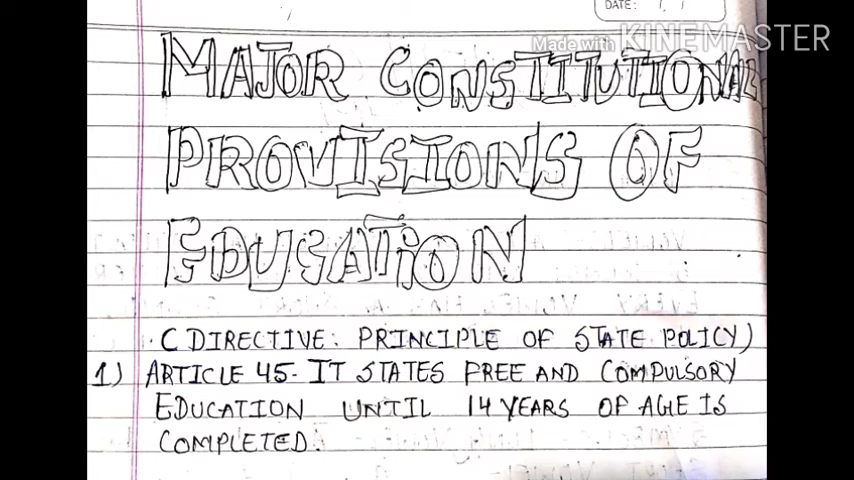 DATE: / /
Made with KINEMASTER
MAJOR CONSTITUTIONAL
PROVISIONS OF
EDUCATION
( DIRECTIVE: PRINCIPLE OF STATE POLICY)
1) ARTICLE 45- IT STATES FREE AND COMPULSORY
EDUCATION UNTIL 14 YEARS OF AGE IS
COMPLETED.